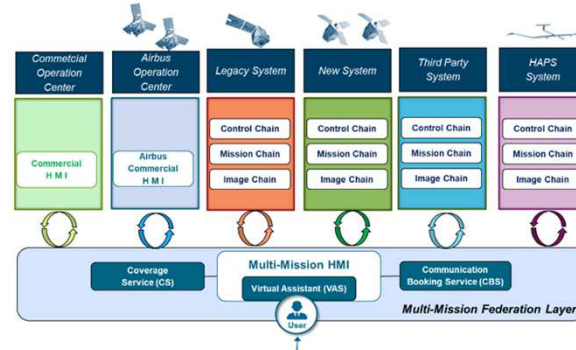 Commetcial
Operation
Center
Airbus
Operation
Center
Legacy System
New System
Third Party
System
HAPS
System
Commercial
H M I
Airbus
Commercial
H M I
Control Chain
Mission Chain
Image Chain
Control Chain
Mission Chain
Image Chain
Control Chain
Mission Chain
Image Chain
Control Chain
Mission Chain
Image Chain
Coverage
Service (CS)
Multi-Mission HMI
Virtual Assistant (VAS)
Communication
Booking Service (CBS)
User
Multi-Mission Federation Layer